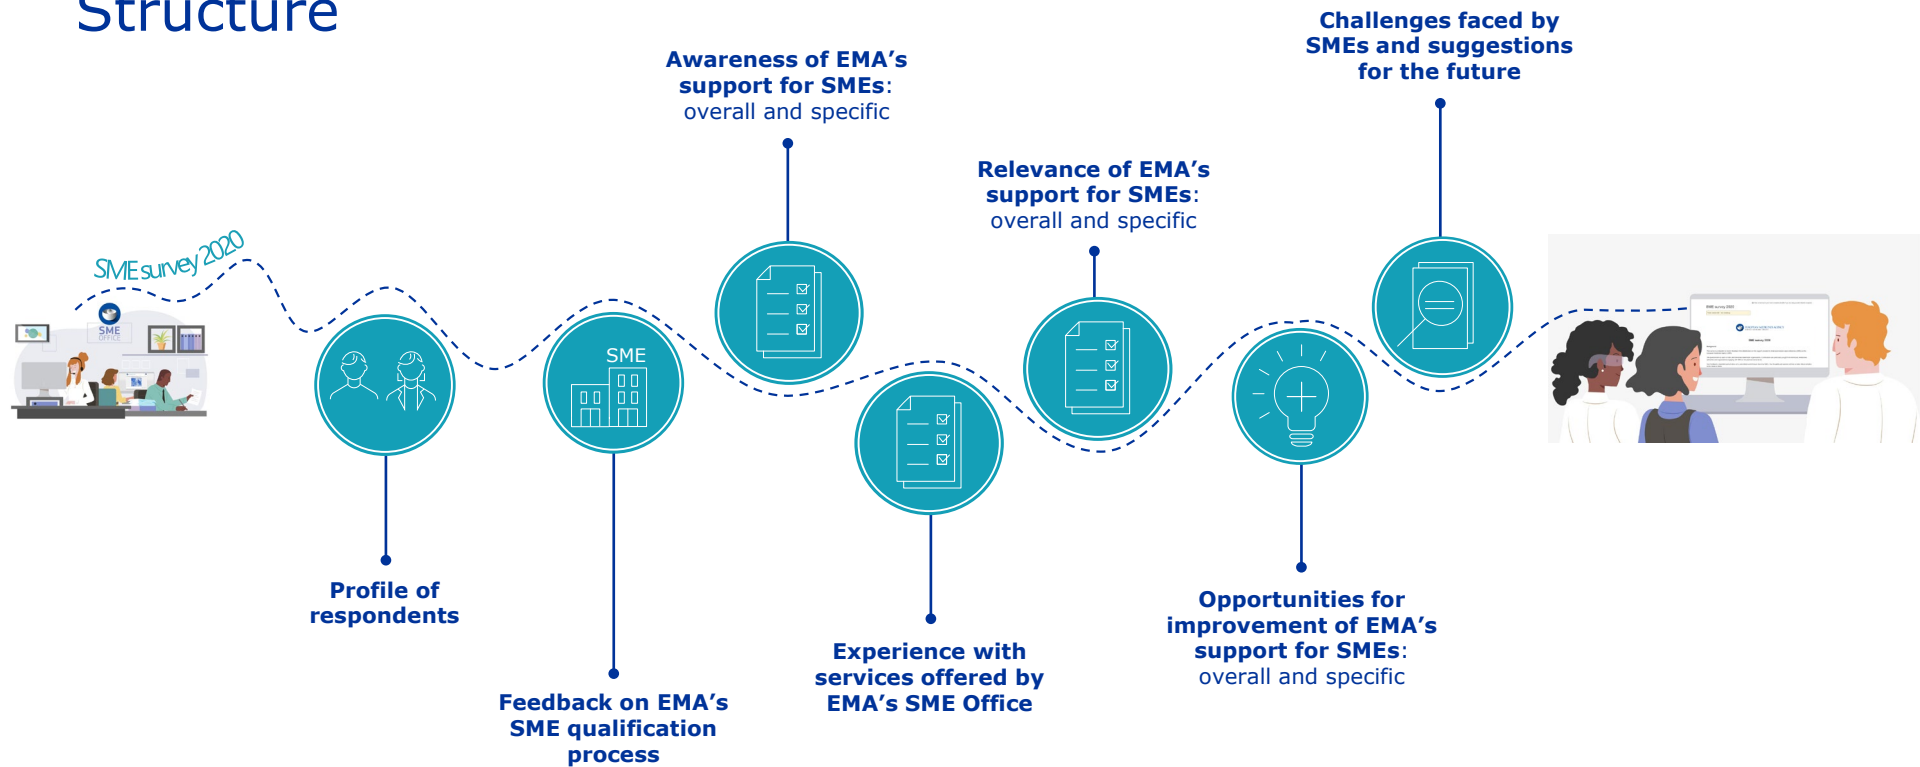 Structure
Challenges faced by
SMEs and suggestions
for the future
Awareness of EMA’s
support for SMEs:
overall and specific
Relevance of EMA’s
support for SMEs:
overall and specific
SME survey 2020
SME
OFFICE
SME
SME survey 2020
Profile of
respondents
Feedback on EMA’s
SME qualification
process
Experience with
services offered by
EMA’s SME Office
Opportunities for
improvement of EMA’s
support for SMEs:
overall and specific